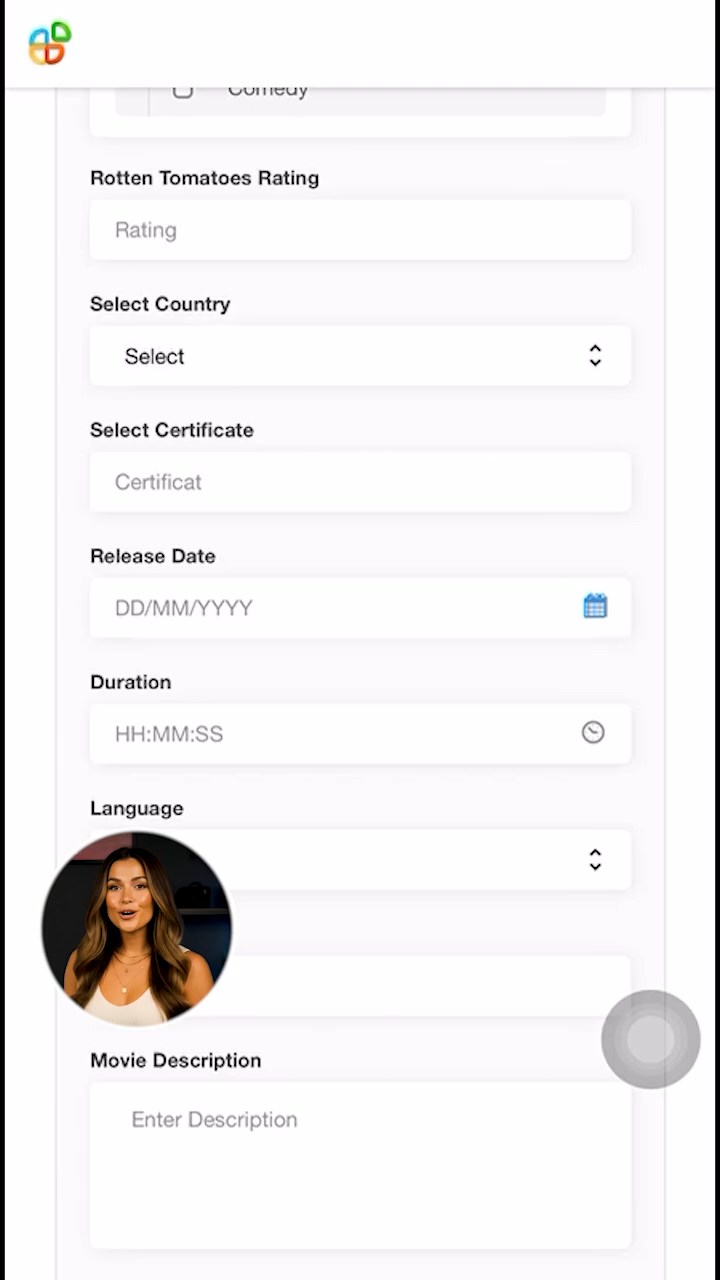 Comedy
Rotten Tomatoes Rating
Rating
Select Country
Select
Select Certificate
Certificat
Release Date
DD/MM/YYYY
Duration
HH:MM:SS
Language
Movie Description
Enter Description